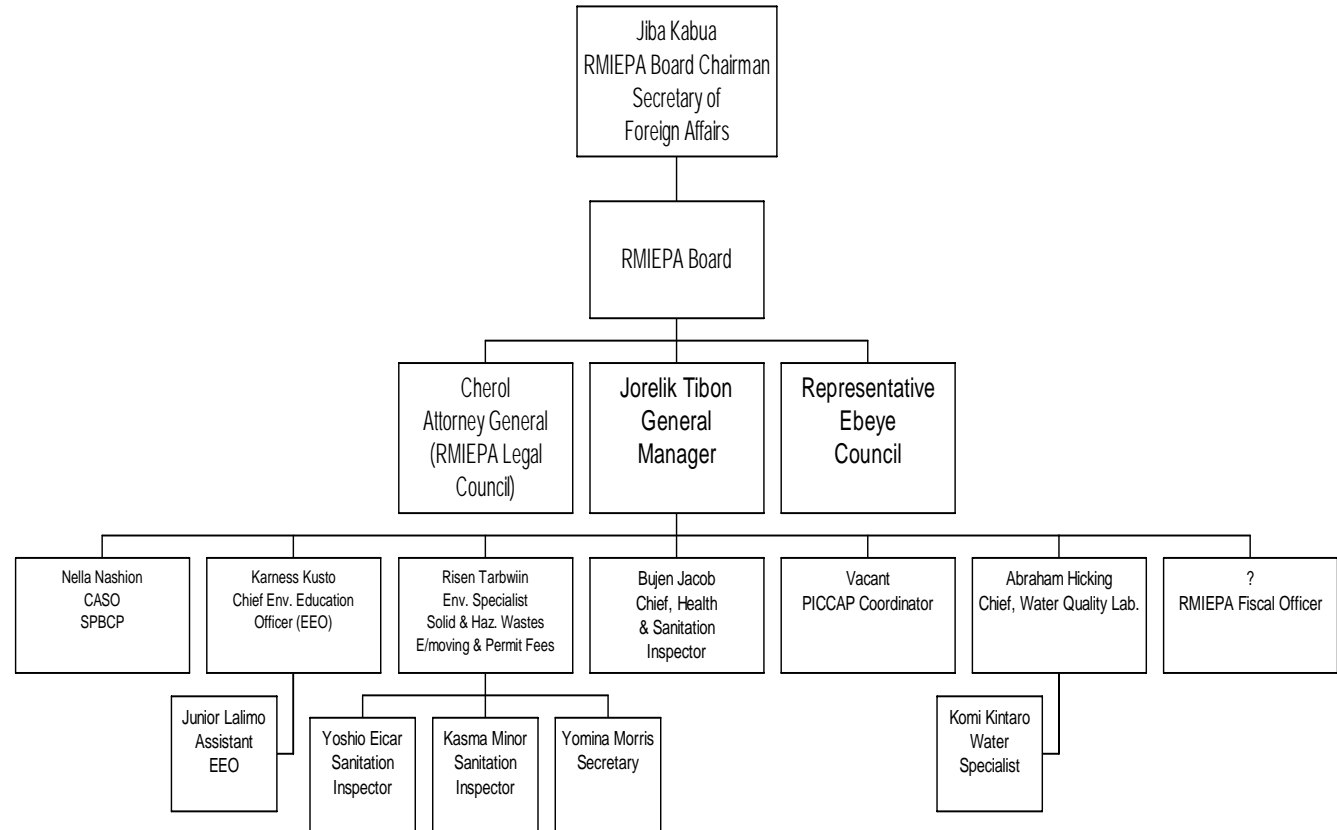 Jiba Kabua
RMIEPA Board Chairman
Secretary of
Foreign Affairs
RMIEPA Board
Cherol
Attorney General
(RMIEPA Legal
Council)
Jorelik Tibon
General
Manager
Representative
Ebeye
Council
Nella Nashion
CASO
SPBCP
Karness Kusto
Chief Env. Education
Officer (EEO)
Risen Tarbwiin
Env. Specialist
Solid & Haz. Wastes
E/moving & Permit Fees
Bujen Jacob
Chief, Health
& Sanitation
Inspector
Vacant
PICCAP Coordinator
Abraham Hicking
Chief, Water Quality Lab.
?
RMIEPA Fiscal Officer
Junior Lalimo
Assistant
EEO
Yoshio Eicar
Sanitation
Inspector
Kasma Minor
Sanitation
Inspector
Yomina Morris
Secretary
Komi Kintaro
Water
Specialist